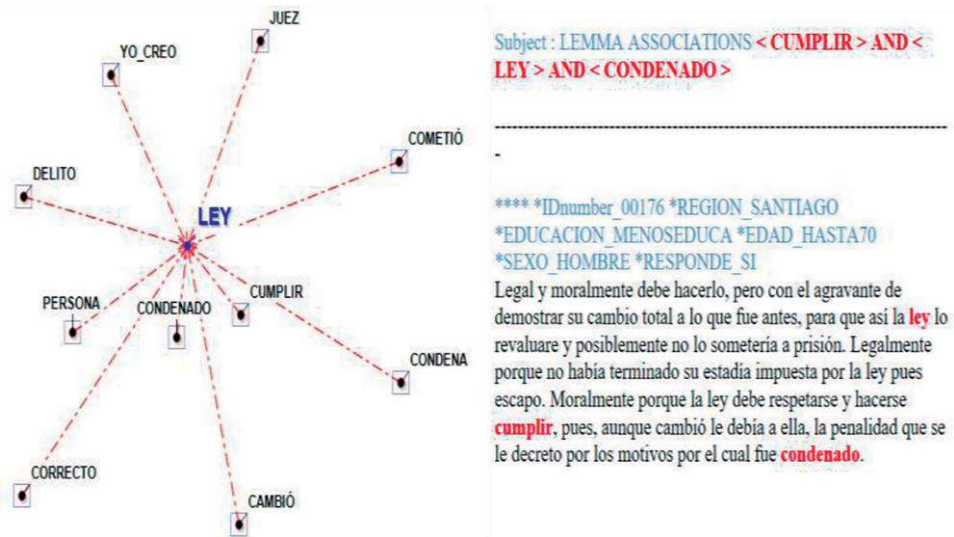 JUEZ
YO_CREO
COMETIÓ
DELITO
LEY
CUMPLIR
PERSONA
CONDENADO
CONDENA
CORRECTO
CAMBIÓ
Subject : LEMMA ASSOCIATIONS < CUMPLIR > AND <
LEY > AND < CONDENADO >
--------------------------------------------------------------------------------
-
**** *IDnumber_00176 *REGION_SANTIAGO
*EDUCACION_MENOSEDUCA *EDAD_HASTA70
*SEXO_HOMBRE *RESPONDE_SI
Legal y moralmente debe hacerlo, pero con el agravante de
demostrar su cambio total a lo que fue antes, para que así la ley lo
revaluare y posiblemente no lo sometería a prisión. Legalmente
porque no había terminado su estadía impuesta por la ley pues
escapo. Moralmente porque la ley debe respetarse y hacerse
cumplir, pues, aunque cambió le debía a ella, la penalidad que se
le decreto por los motivos por el cual fue condenado.